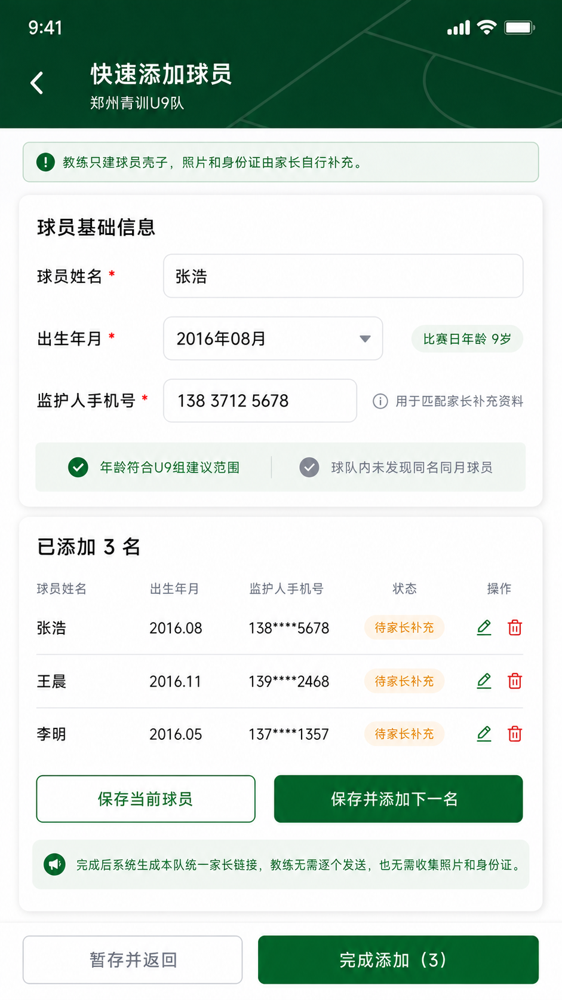 9:41
快速添加球员
郑州青训U9队
教练只建球员壳子，照片和身份证由家长自行补充。
球员基础信息
球员姓名 * 张浩
出生年月 * 2016年08月 比赛日年龄 9岁
监护人手机号 * 138 3712 5678 用于匹配家长补充资料
年龄符合U9组建议范围 球队内未发现同名同月球员
已添加 3 名
球员姓名 出生年月 监护人手机号 状态 操作
张浩 2016.08 138****5678 待家长补充
王晨 2016.11 139****2468 待家长补充
李明 2016.05 137****1357 待家长补充
保存当前球员 保存并添加下一名
完成后系统生成本队统一家长链接，教练无需逐个发送，也无需收集照片和身份证。
暂存并返回 完成添加（3）